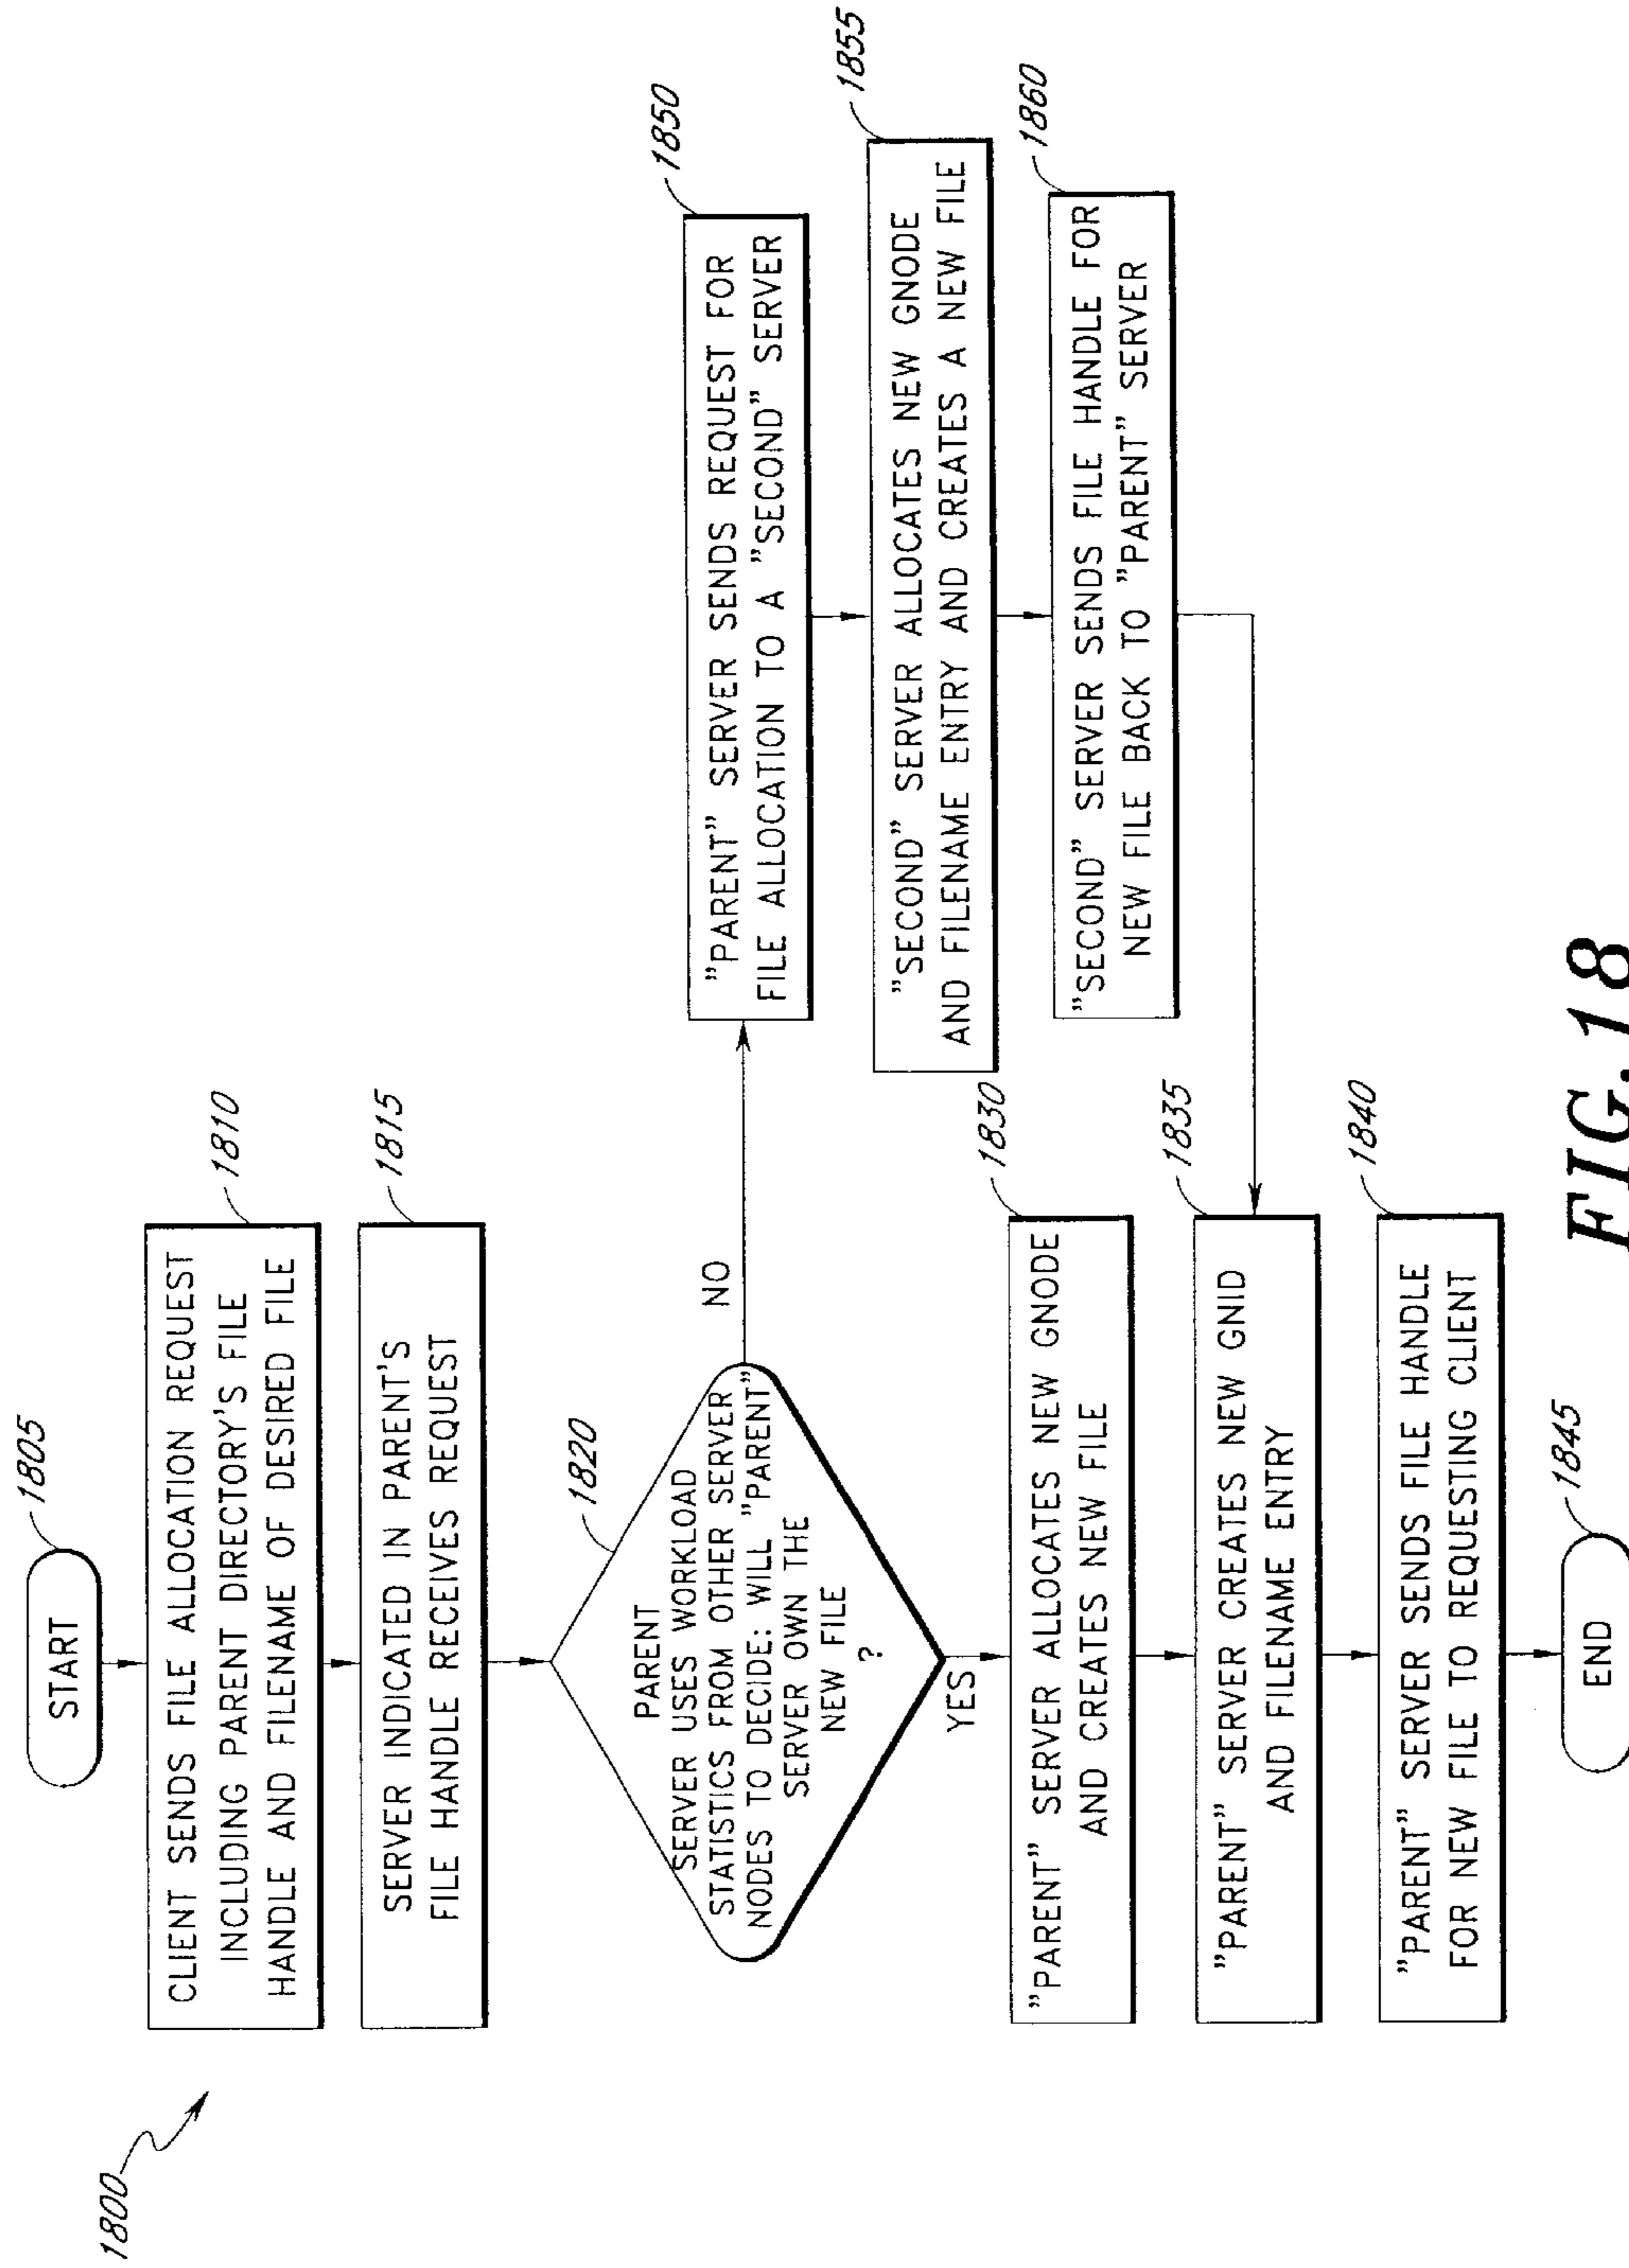 1800
START
1805
CLIENT SENDS FILE ALLOCATION REQUEST
INCLUDING PARENT DIRECTORY'S FILE
HANDLE AND FILENAME OF DESIRED FILE
1810
SERVER INDICATED IN PARENT'S
FILE HANDLE RECEIVES REQUEST
1815
PARENT
SERVER USES WORKLOAD
STATISTICS FROM OTHER SERVER
NODES TO DECIDE: WILL "PARENT"
SERVER OWN THE
NEW FILE
?
1820
NO
YES
"PARENT" SERVER ALLOCATES NEW GNODE
AND CREATES NEW FILE
1830
"PARENT" SERVER CREATES NEW GNID
AND FILENAME ENTRY
1835
"PARENT" SERVER SENDS FILE HANDLE
FOR NEW FILE TO REQUESTING CLIENT
1840
END
1845
"PARENT" SERVER SENDS REQUEST FOR
FILE ALLOCATION TO A "SECOND" SERVER
1850
"SECOND" SERVER ALLOCATES NEW GNODE
AND FILENAME ENTRY AND CREATES A NEW FILE
1855
"SECOND" SERVER SENDS FILE HANDLE FOR
NEW FILE BACK TO "PARENT" SERVER
1860
FIG. 18